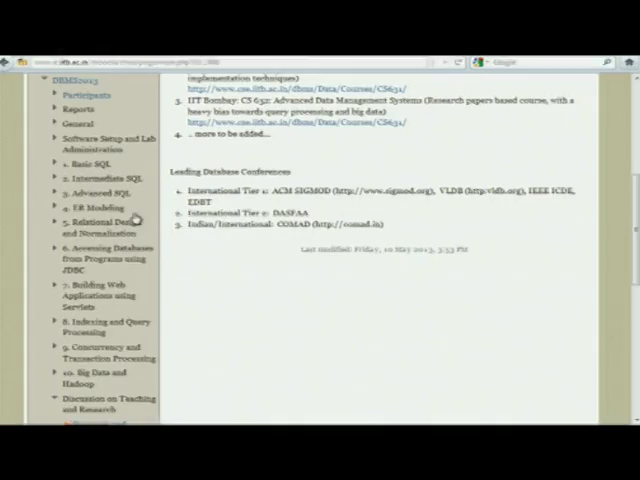 Google
DBMS2013
Participants
Reports
General
Software Setup and Lab
Administration
1. Basic SQL
2. Intermediate SQL
3. Advanced SQL
4. ER Modeling
5. Relational
and Normalization
6. Accessing Databases
from Programs using
JDBC
7. Building Web
Applications using
Servlets
8. Indexing and Query
Processing
9. Concurrency and
Transaction Processing
10. Big Data and
Hadoop
Discussion on Teaching
and Research
implementation techniques)
http://www.cse.iitb.ac.in/dbms/Data/Courses/CS631/
3. IIT Bombay: CS 632: Advanced Data Management Systems (Research papers based course, with a
heavy bias towards query processing and big data)
http://www.cse.iitb.ac.in/dbms/Data/Courses/CS631/
4. .. more to be added...
Leading Database Conferences
1. International Tier 1: ACM SIGMOD (http://www.sigmod.org), VLDB (http:vldb.org), IEEE ICDE,
EDBT
2. International Tier 2: DASFAA
3. Indian/International: COMAD (http://comad.in)
Last modified: Friday, 10 May 2013, 3:53 PM